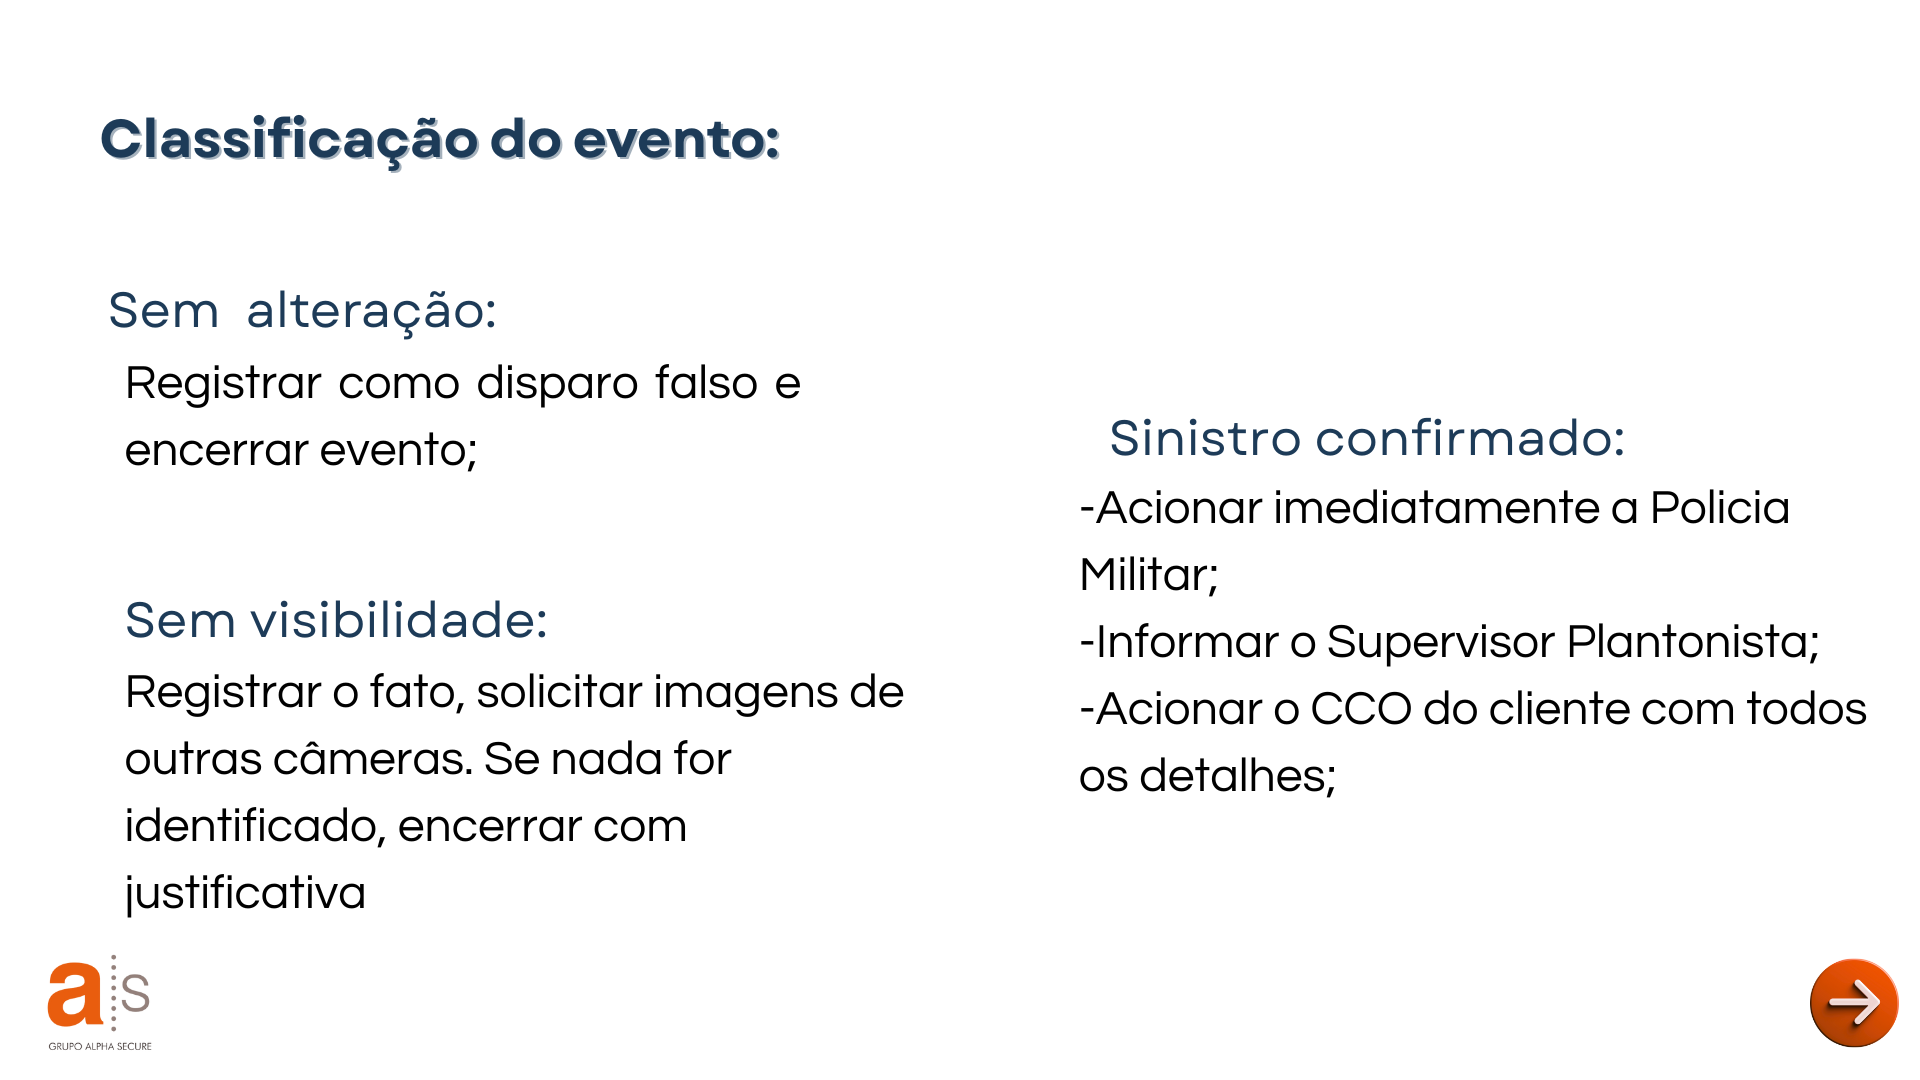 Classificação do evento:
Sem alteração:
Registrar como disparo falso e
encerrar evento;
Sem visibilidade:
Registrar o fato, solicitar imagens de
outras câmeras. Se nada for
identificado, encerrar com
justificativa
Sinistro confirmado:
-Acionar imediatamente a Policia
Militar;
-Informar o Supervisor Plantonista;
-Acionar o CCO do cliente com todos
os detalhes;
a s
GRUPO ALPHA SECURE